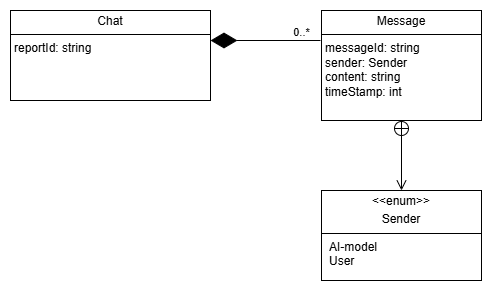 Chat
reportId: string
0..*
Message
messageId: string
sender: Sender
content: string
timeStamp: int
<<enum>>
Sender
AI-model
User